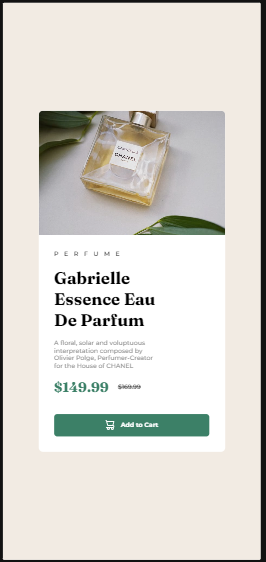 CHANEL
PERFUME
Gabrielle
Essence Eau
De Parfum
A floral, solar and voluptuous
interpretation composed by
Olivier Polge, Perfumer-Creator
for the House of CHANEL
$149.99 $169.99
Add to Cart